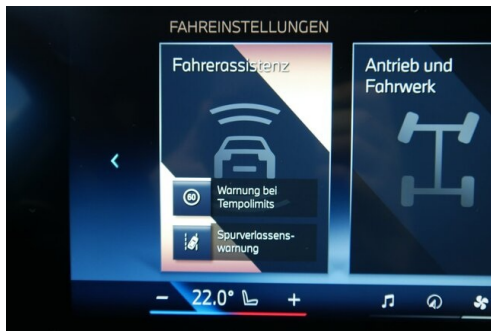 FAHREINSTELLUNGEN
Fahrerassistenz
Antrieb und
Fahrwerk
60
Warnung bei
Tempolimits
Spurverlassens-
warnung
- 22.0° +